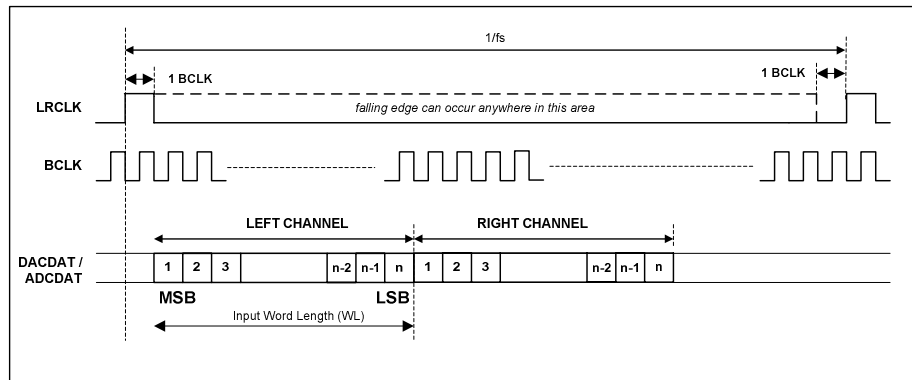 1/fs
1 BCLK
1 BCLK
LRCLK
falling edge can occur anywhere in this area
BCLK
LEFT CHANNEL
RIGHT CHANNEL
DACDAT /
ADCDAT
1 2 3 n-2 n-1 n 1 2 3 n-2 n-1 n
MSB LSB
Input Word Length (WL)